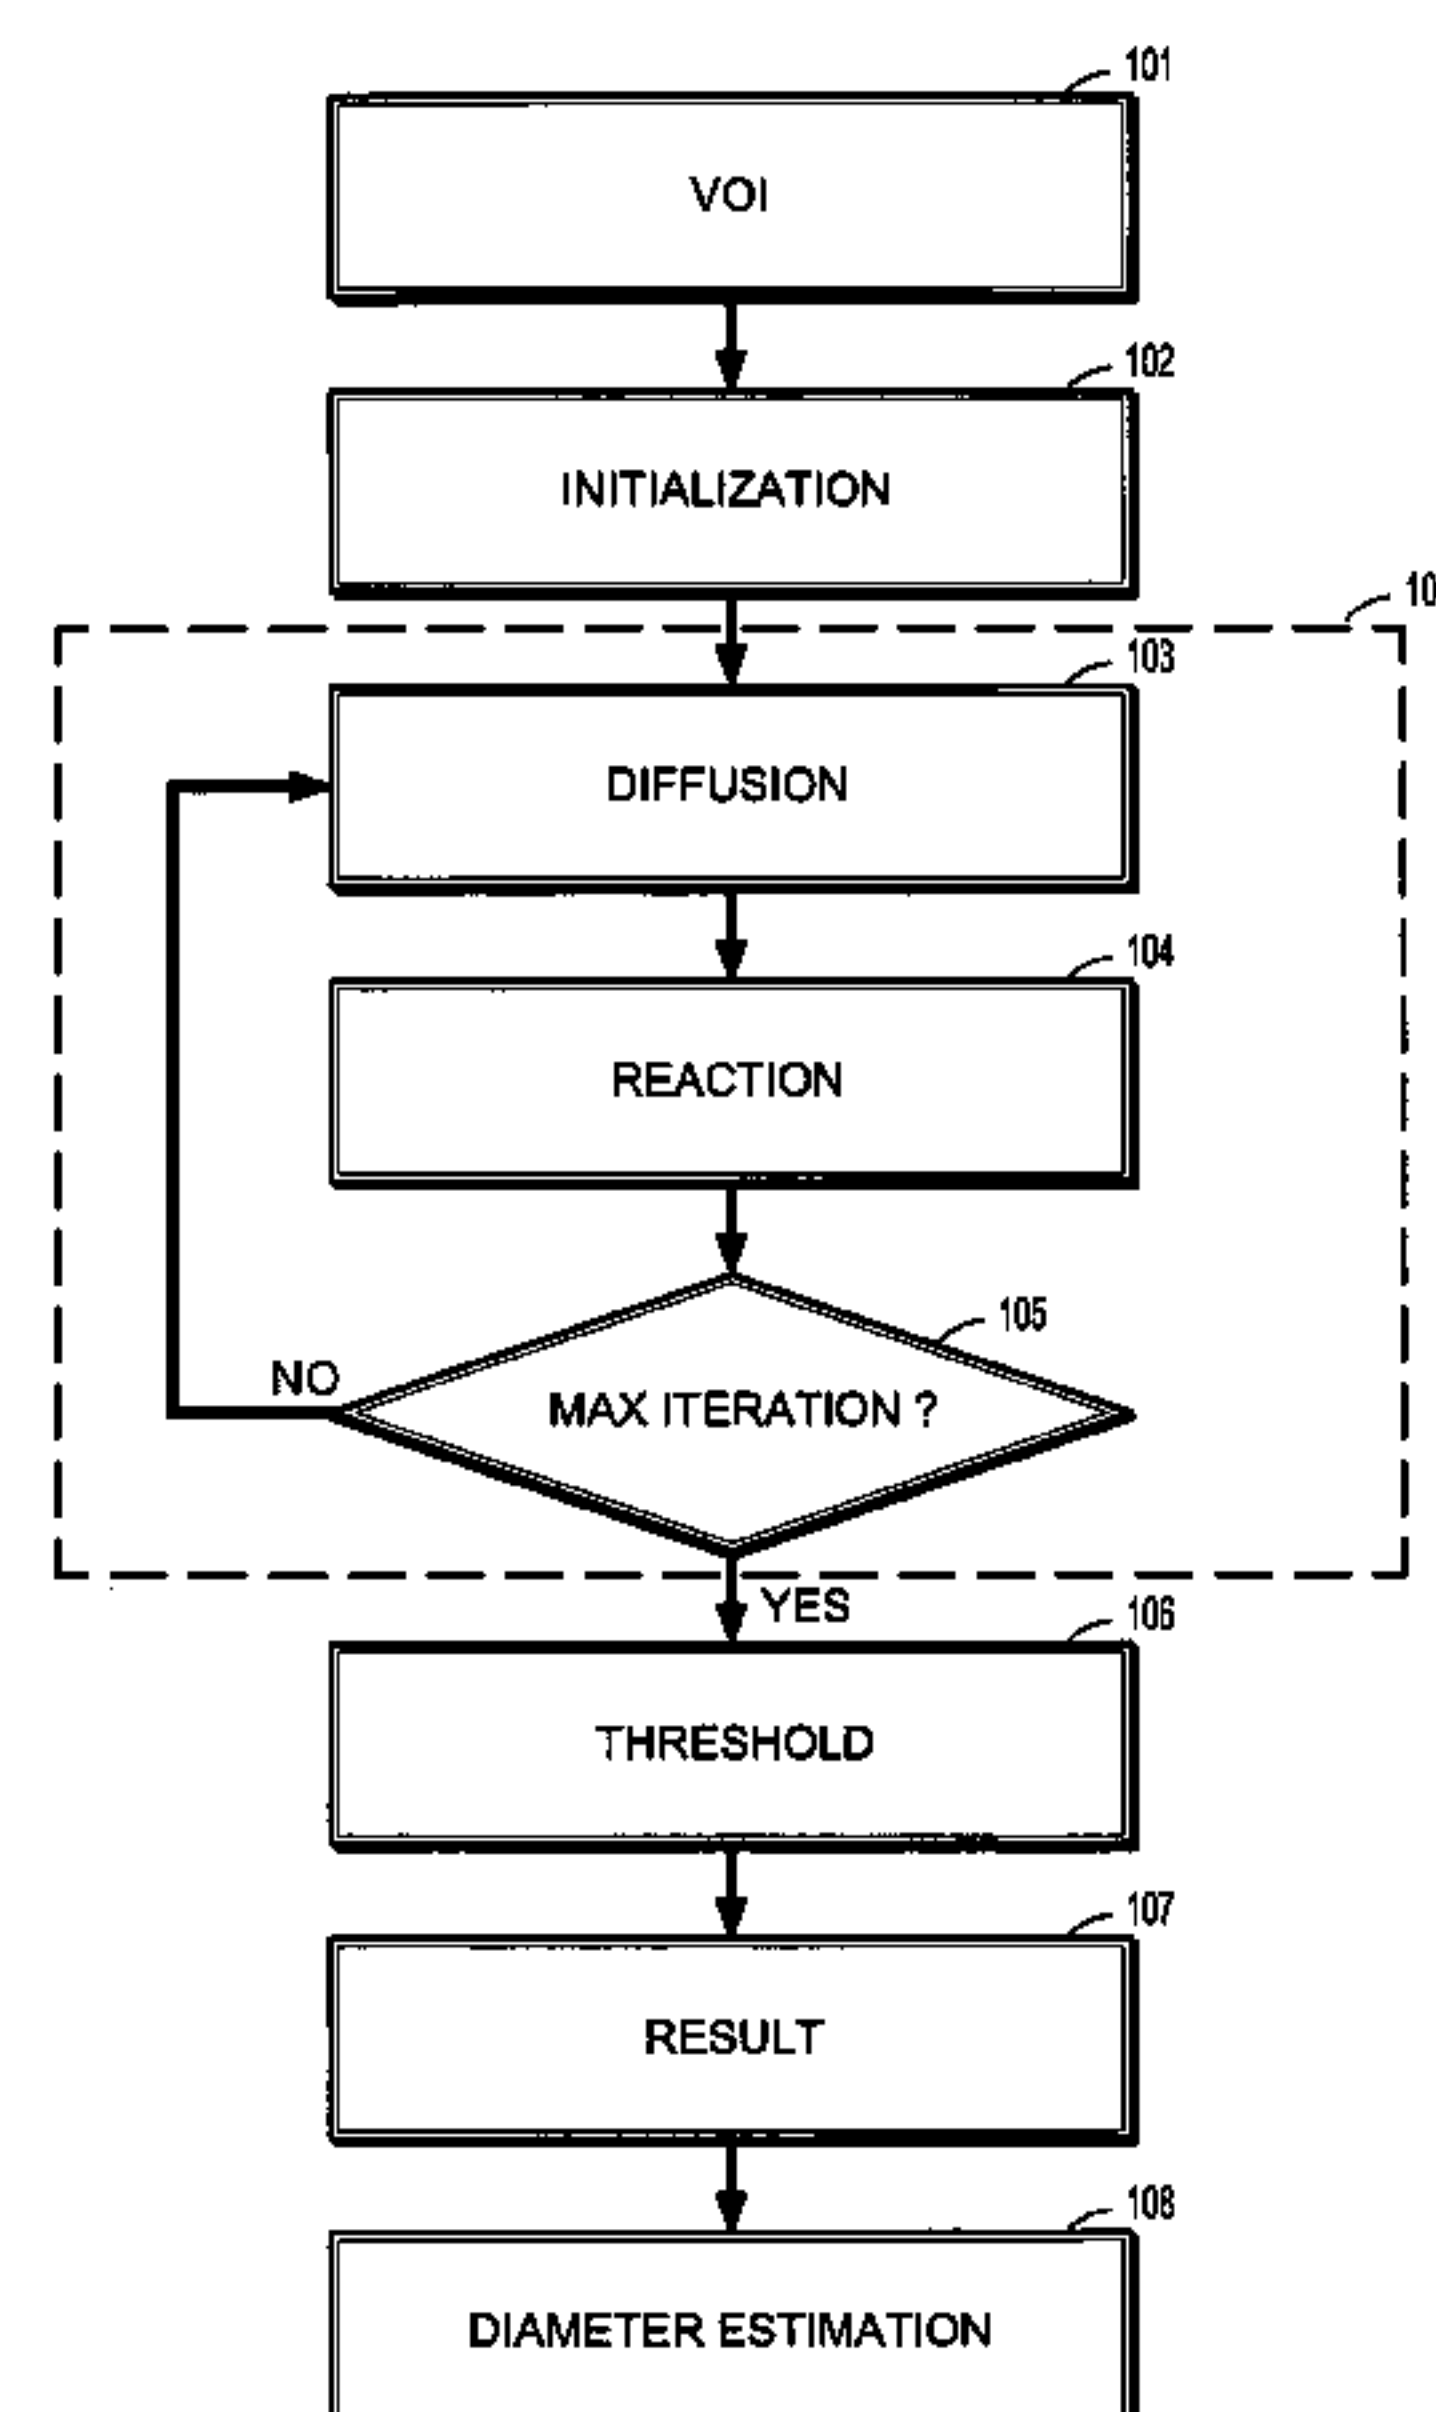 101
VOI
102
INITIALIZATION
10
103
DIFFUSION
104
REACTION
105
NO
MAX ITERATION ?
YES
106
THRESHOLD
107
RESULT
108
DIAMETER ESTIMATION